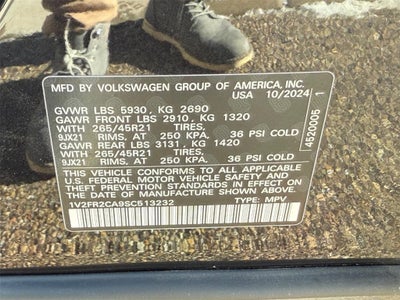 MFD. BY VOLKSWAGEN GROUP OF AMERICA, INC.
USA 10/2024
GVWR LBS 5930, KG 2690
GAWR FRONT LBS 2910, KG 1320
WITH 265/45R21 TIRES,
9JX21 RIMS, AT 250 KPA. 36 PSI COLD
GAWR REAR LBS 3131, KG 1420
WITH 265/45R21 TIRES,
9JX21 RIMS, AT 250 KPA. 36 PSI COLD
THIS VEHICLE CONFORMS TO ALL APPLICABLE
U.S. FEDERAL MOTOR VEHICLE SAFETY AND
THEFT PREVENTION STANDARDS IN EFFECT ON THE
DATE OF MANUFACTURE SHOWN ABOVE.
1V2FR2CA9SC513232 TYPE: MPV
4520005